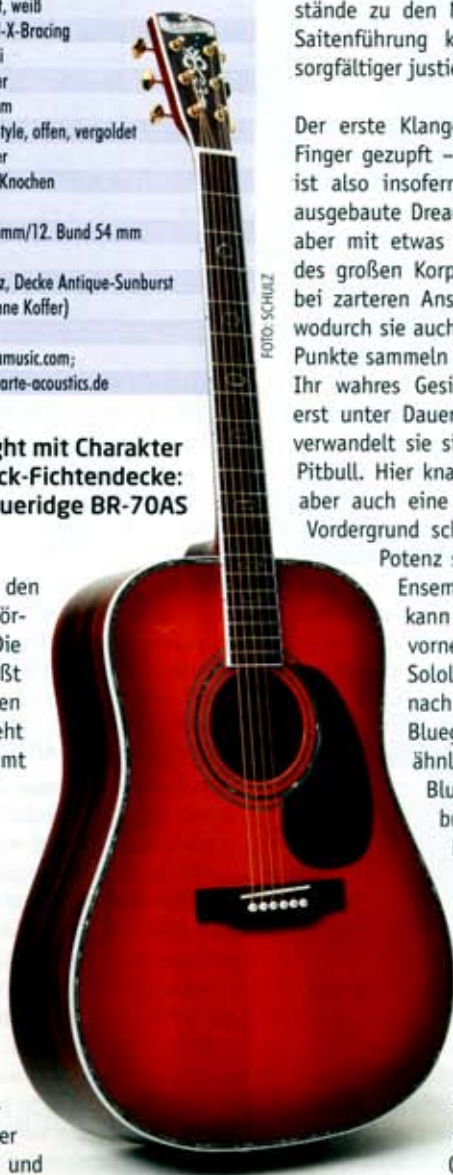 weiß
-X-Bracing
tyle, offen, vergoldet
Knochen
mm/12. Bund 54 mm
z, Decke Antique-Sunburst
ne Koffer)
music.com;
arte-acoustics.de
ght mit Charakter
ck-Fichtendecke:
ueridge BR-70AS
den
ör-
Die
ßt
en
eht
mt
er
und
FOTO: SCHULZ
stände zu den
Saitenführung k
sorgfältiger justie
Der erste Klange
Finger gezupft –
ist also insofern
ausgebaute Dread
aber mit etwas
des großen Korp
bei zarteren Ans
wodurch sie auch
Punkte sammeln
Ihr wahres Gesi
erst unter Dauer
verwandelt sie si
Pitbull. Hier kna
aber auch eine
Vordergrund sch
Potenz s
Ensem
kann
vorne
Solol
nach
Blueg
ähnl
Blu
b